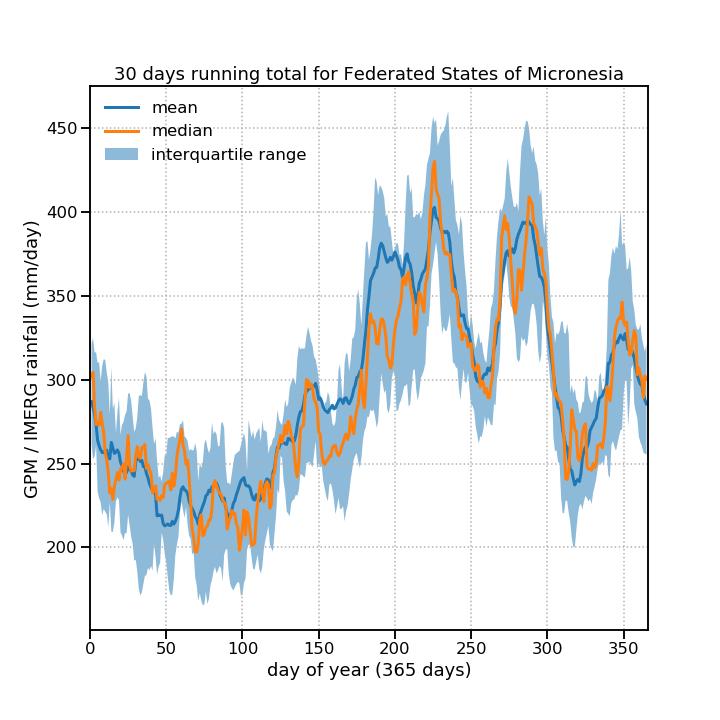 30 days running total for Federated States of Micronesia
mean
median
interquartile range
GPM / IMERG rainfall (mm/day)
450
400
350
300
250
200
0 50 100 150 200 250 300 350
day of year (365 days)